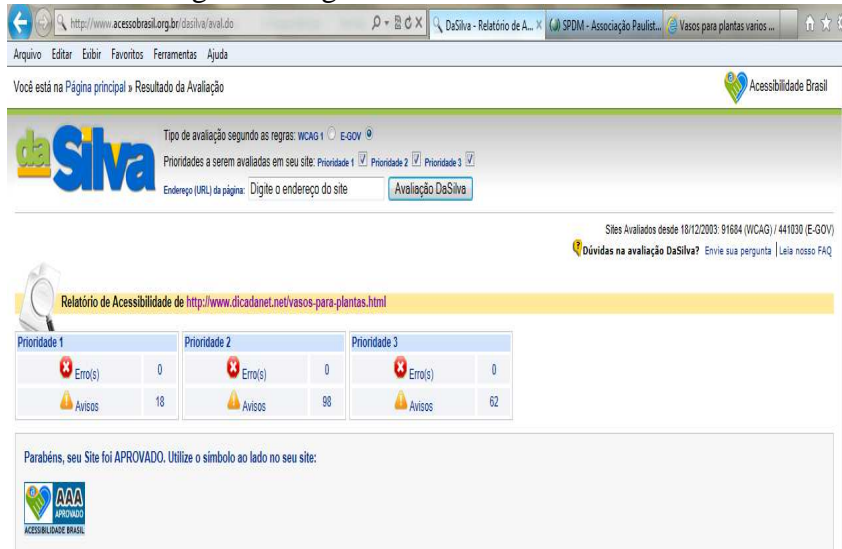 http://www.acessobrasil.org.br/dasilva/aval.do
DaSilva - Relatório de A...
SPDM - Associação Paulist...
Vasos para plantas varios ...
Arquivo Editar Exibir Favoritos Ferramentas Ajuda
Você está na Página principal » Resultado da Avaliação
Acessibilidade Brasil
daSilva
Tipo de avaliação segundo as regras: WCAG 1 E-GOV
Prioridades a serem avaliadas em seu site: Prioridade 1 Prioridade 2 Prioridade 3
Endereço (URL) da página: Digite o endereço do site Avaliação DaSilva
Sites Avaliados desde 18/12/2003: 91684 (WCAG) / 441030 (E-GOV)
Dúvidas na avaliação DaSilva? Envie sua pergunta | Leia nosso FAQ
Relatório de Acessibilidade de http://www.dicadanet.net/vasos-para-plantas.html
Prioridade 1 Prioridade 2 Prioridade 3
Erro(s) 0 Erro(s) 0 Erro(s) 0
Avisos 18 Avisos 98 Avisos 62
Parabéns, seu Site foi APROVADO. Utilize o símbolo ao lado no seu site:
AAA
APROVADO
ACESSIBILIDADE BRASIL